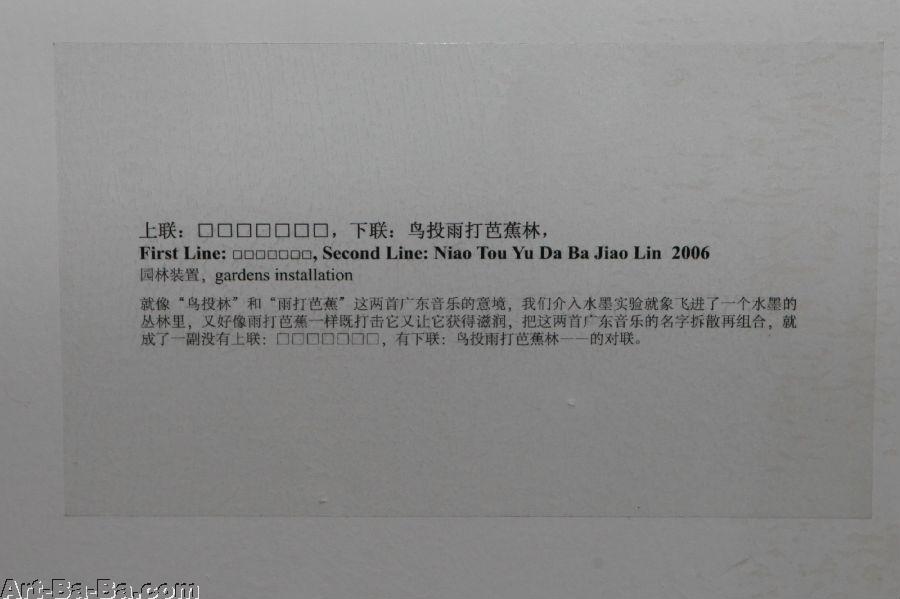 上联：□□□□□□□，下联：鸟投雨打芭蕉林，
First Line: □□□□□□□, Second Line: Niao Tou Yu Da Ba Jiao Lin 2006
园林装置，gardens installation
就像“鸟投林”和“雨打芭蕉”这两首广东音乐的意境，我们介入水墨实验就象飞进了一个水墨的
丛林里，又好像雨打芭蕉一样既打击它又让它获得滋润，把这两首广东音乐的名字拆散再组合，就
成了一副没有上联：□□□□□□□，有下联：鸟投雨打芭蕉林——的对联。
Art-Ba-Ba.com